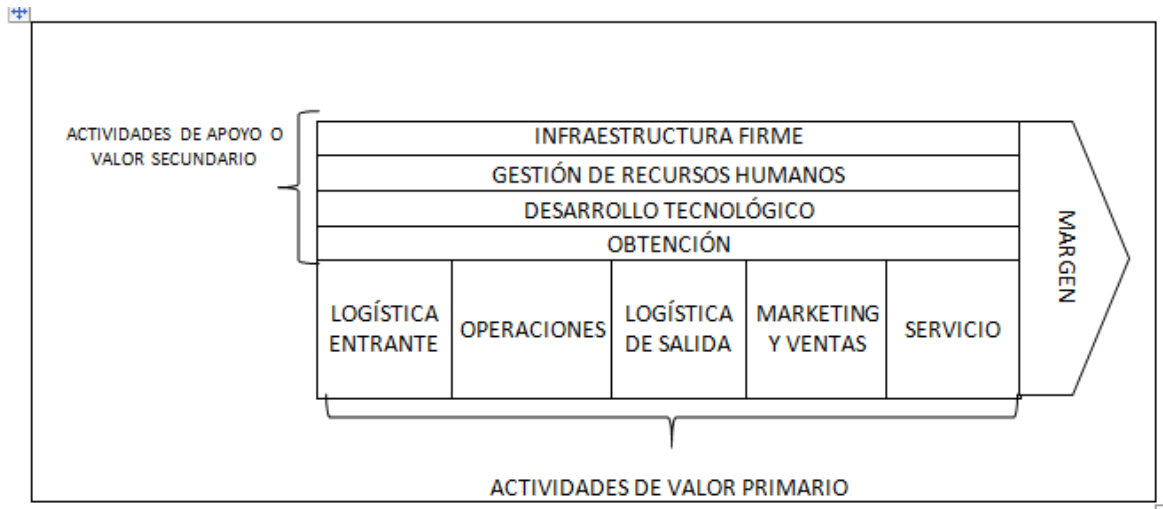 ACTIVIDADES DE APOYO O
VALOR SECUNDARIO
INFRAESTRUCTURA FIRME
GESTIÓN DE RECURSOS HUMANOS
DESARROLLO TECNOLÓGICO
OBTENCIÓN
LOGÍSTICA
ENTRANTE
OPERACIONES
LOGÍSTICA
DE SALIDA
MARKETING
Y VENTAS
SERVICIO
MARGEN
ACTIVIDADES DE VALOR PRIMARIO